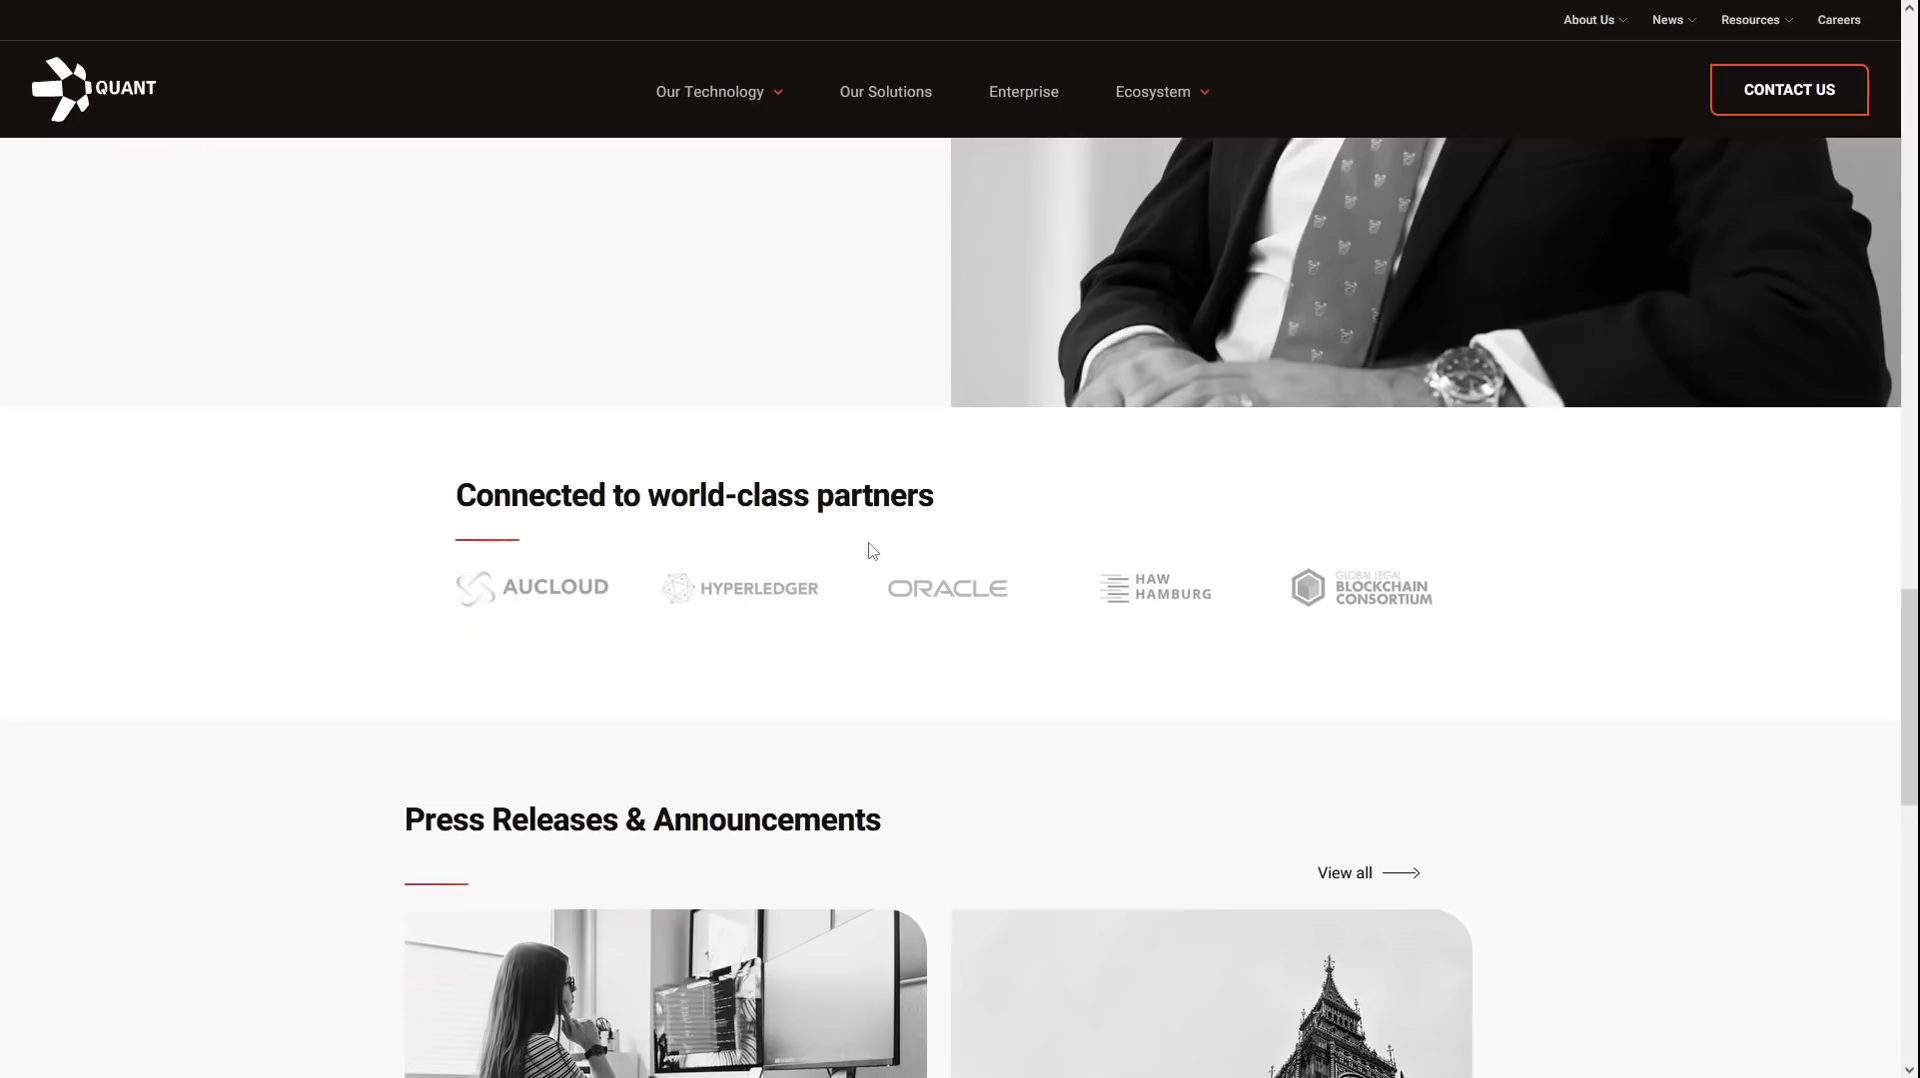 About Us
News
Resources
Careers
QUANT
Our Technology
Our Solutions
Enterprise
Ecosystem
CONTACT US
Connected to world-class partners
AUCLOUD
HYPERLEDGER
ORACLE
HAW
HAMBURG
GLOBAL LEGAL
BLOCKCHAIN
CONSORTIUM
Press Releases & Announcements
View all